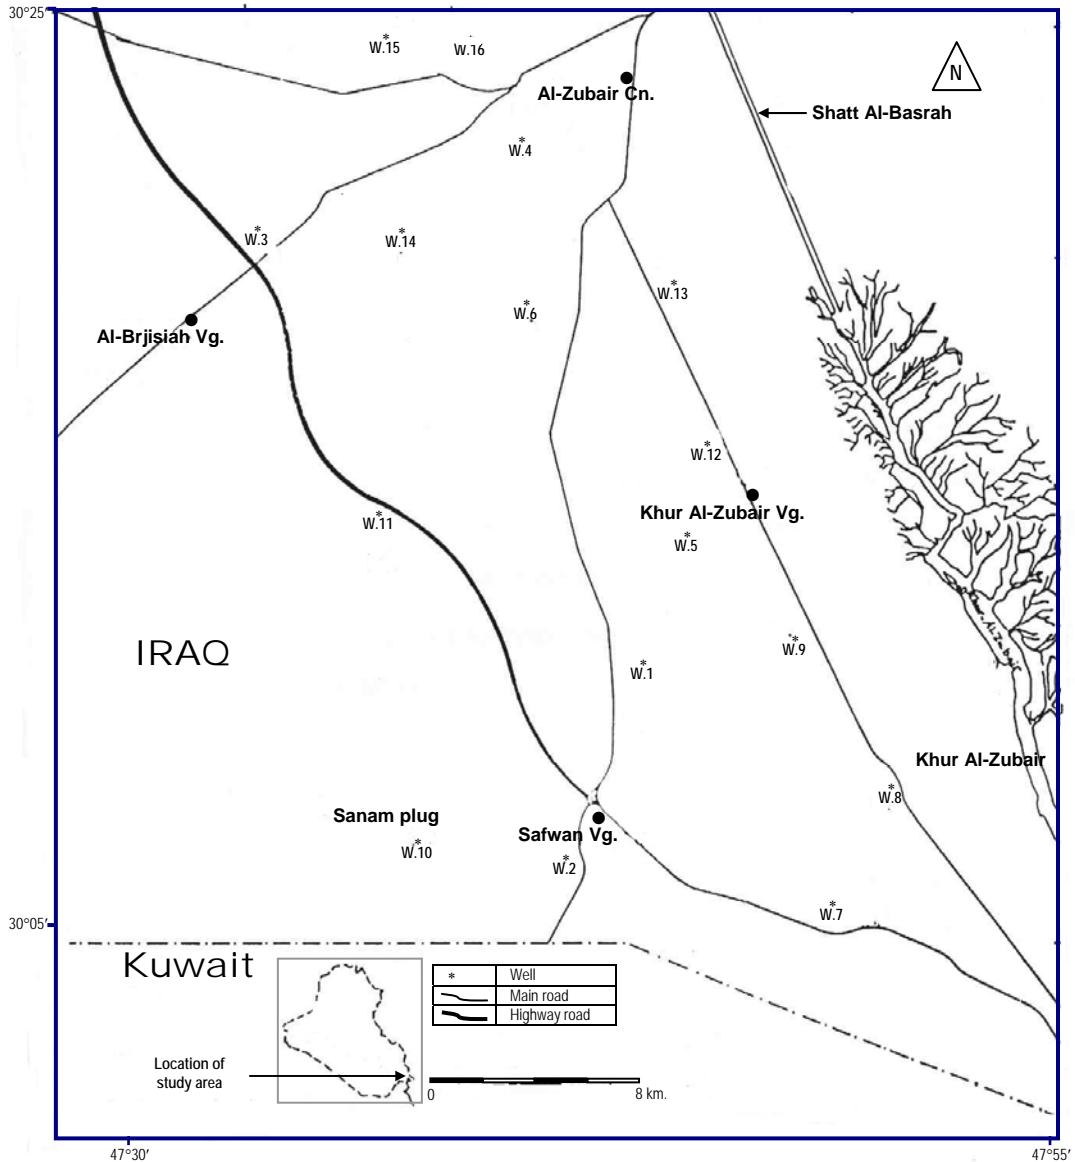 30°25'
W.15
W.16
N
Al-Zubair Cn.
Shatt Al-Basrah
W.4
W.3
W.14
W.13
W.6
Al-Brjisiah Vg.
W.12
Khur Al-Zubair Vg.
W.11
W.5
IRAQ
W.9
W.1
Khur Al-Zubair
W.8
Sanam plug
Safwan Vg.
W.10
W.2
W.7
30°05'
Kuwait
* Well
Main road
Highway road
Location of
study area
0 8 km.
47°30' 47°55'